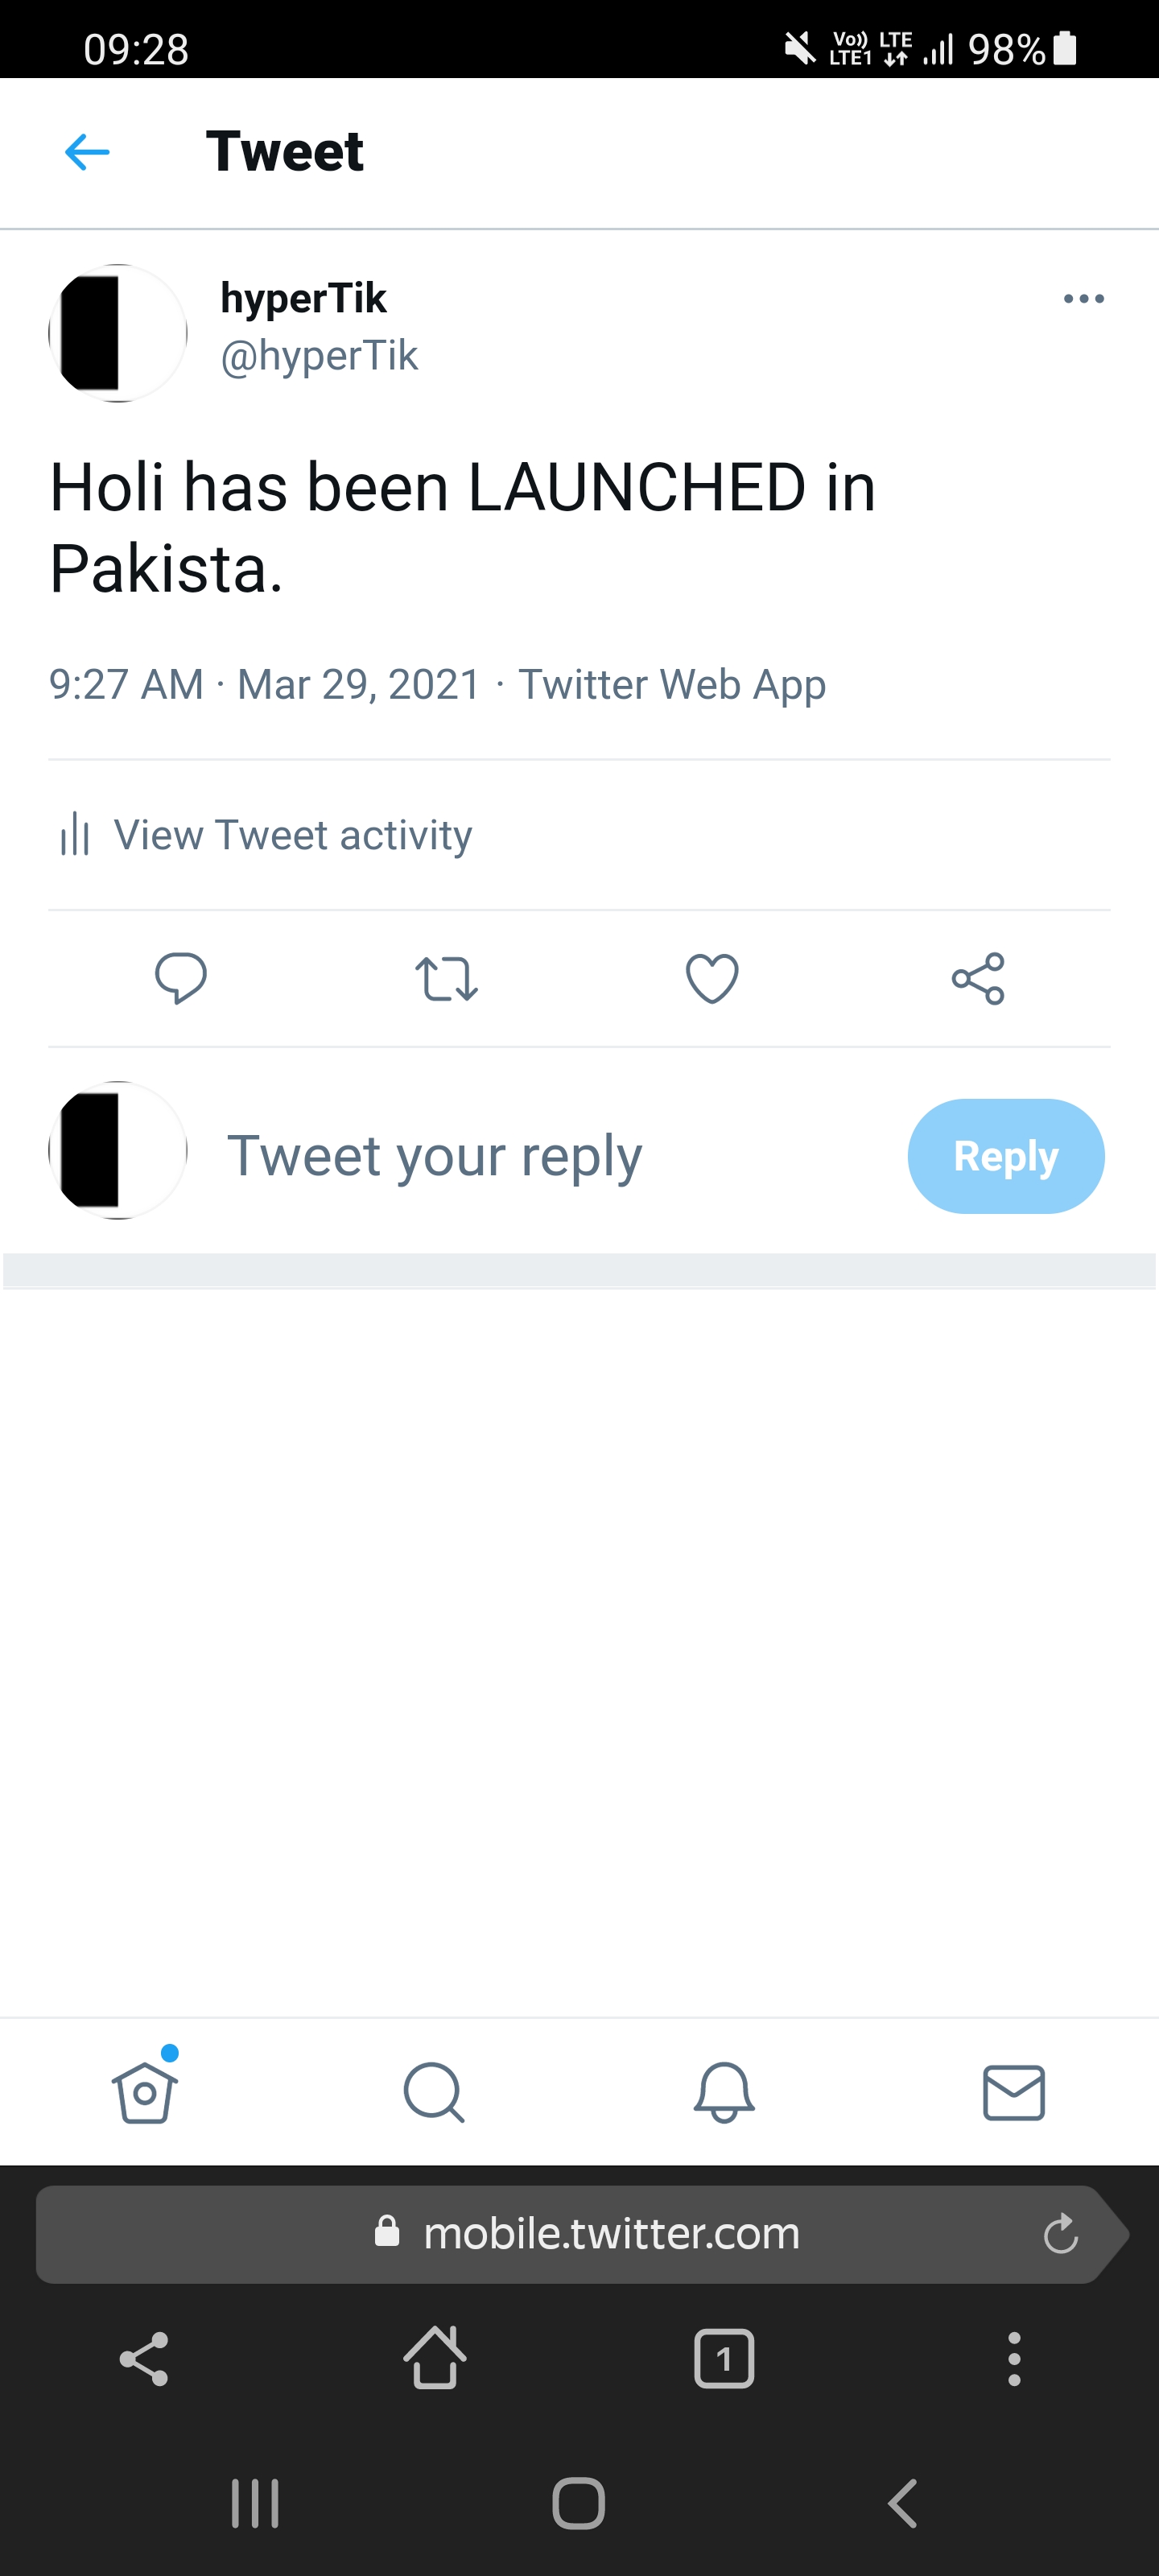 09:28 Vo)) LTE1 LTE 98%
Tweet
hyperTik
@hyperTik
Holi has been LAUNCHED in
Pakista.
9:27 AM · Mar 29, 2021 · Twitter Web App
View Tweet activity
Tweet your reply Reply
mobile.twitter.com
1